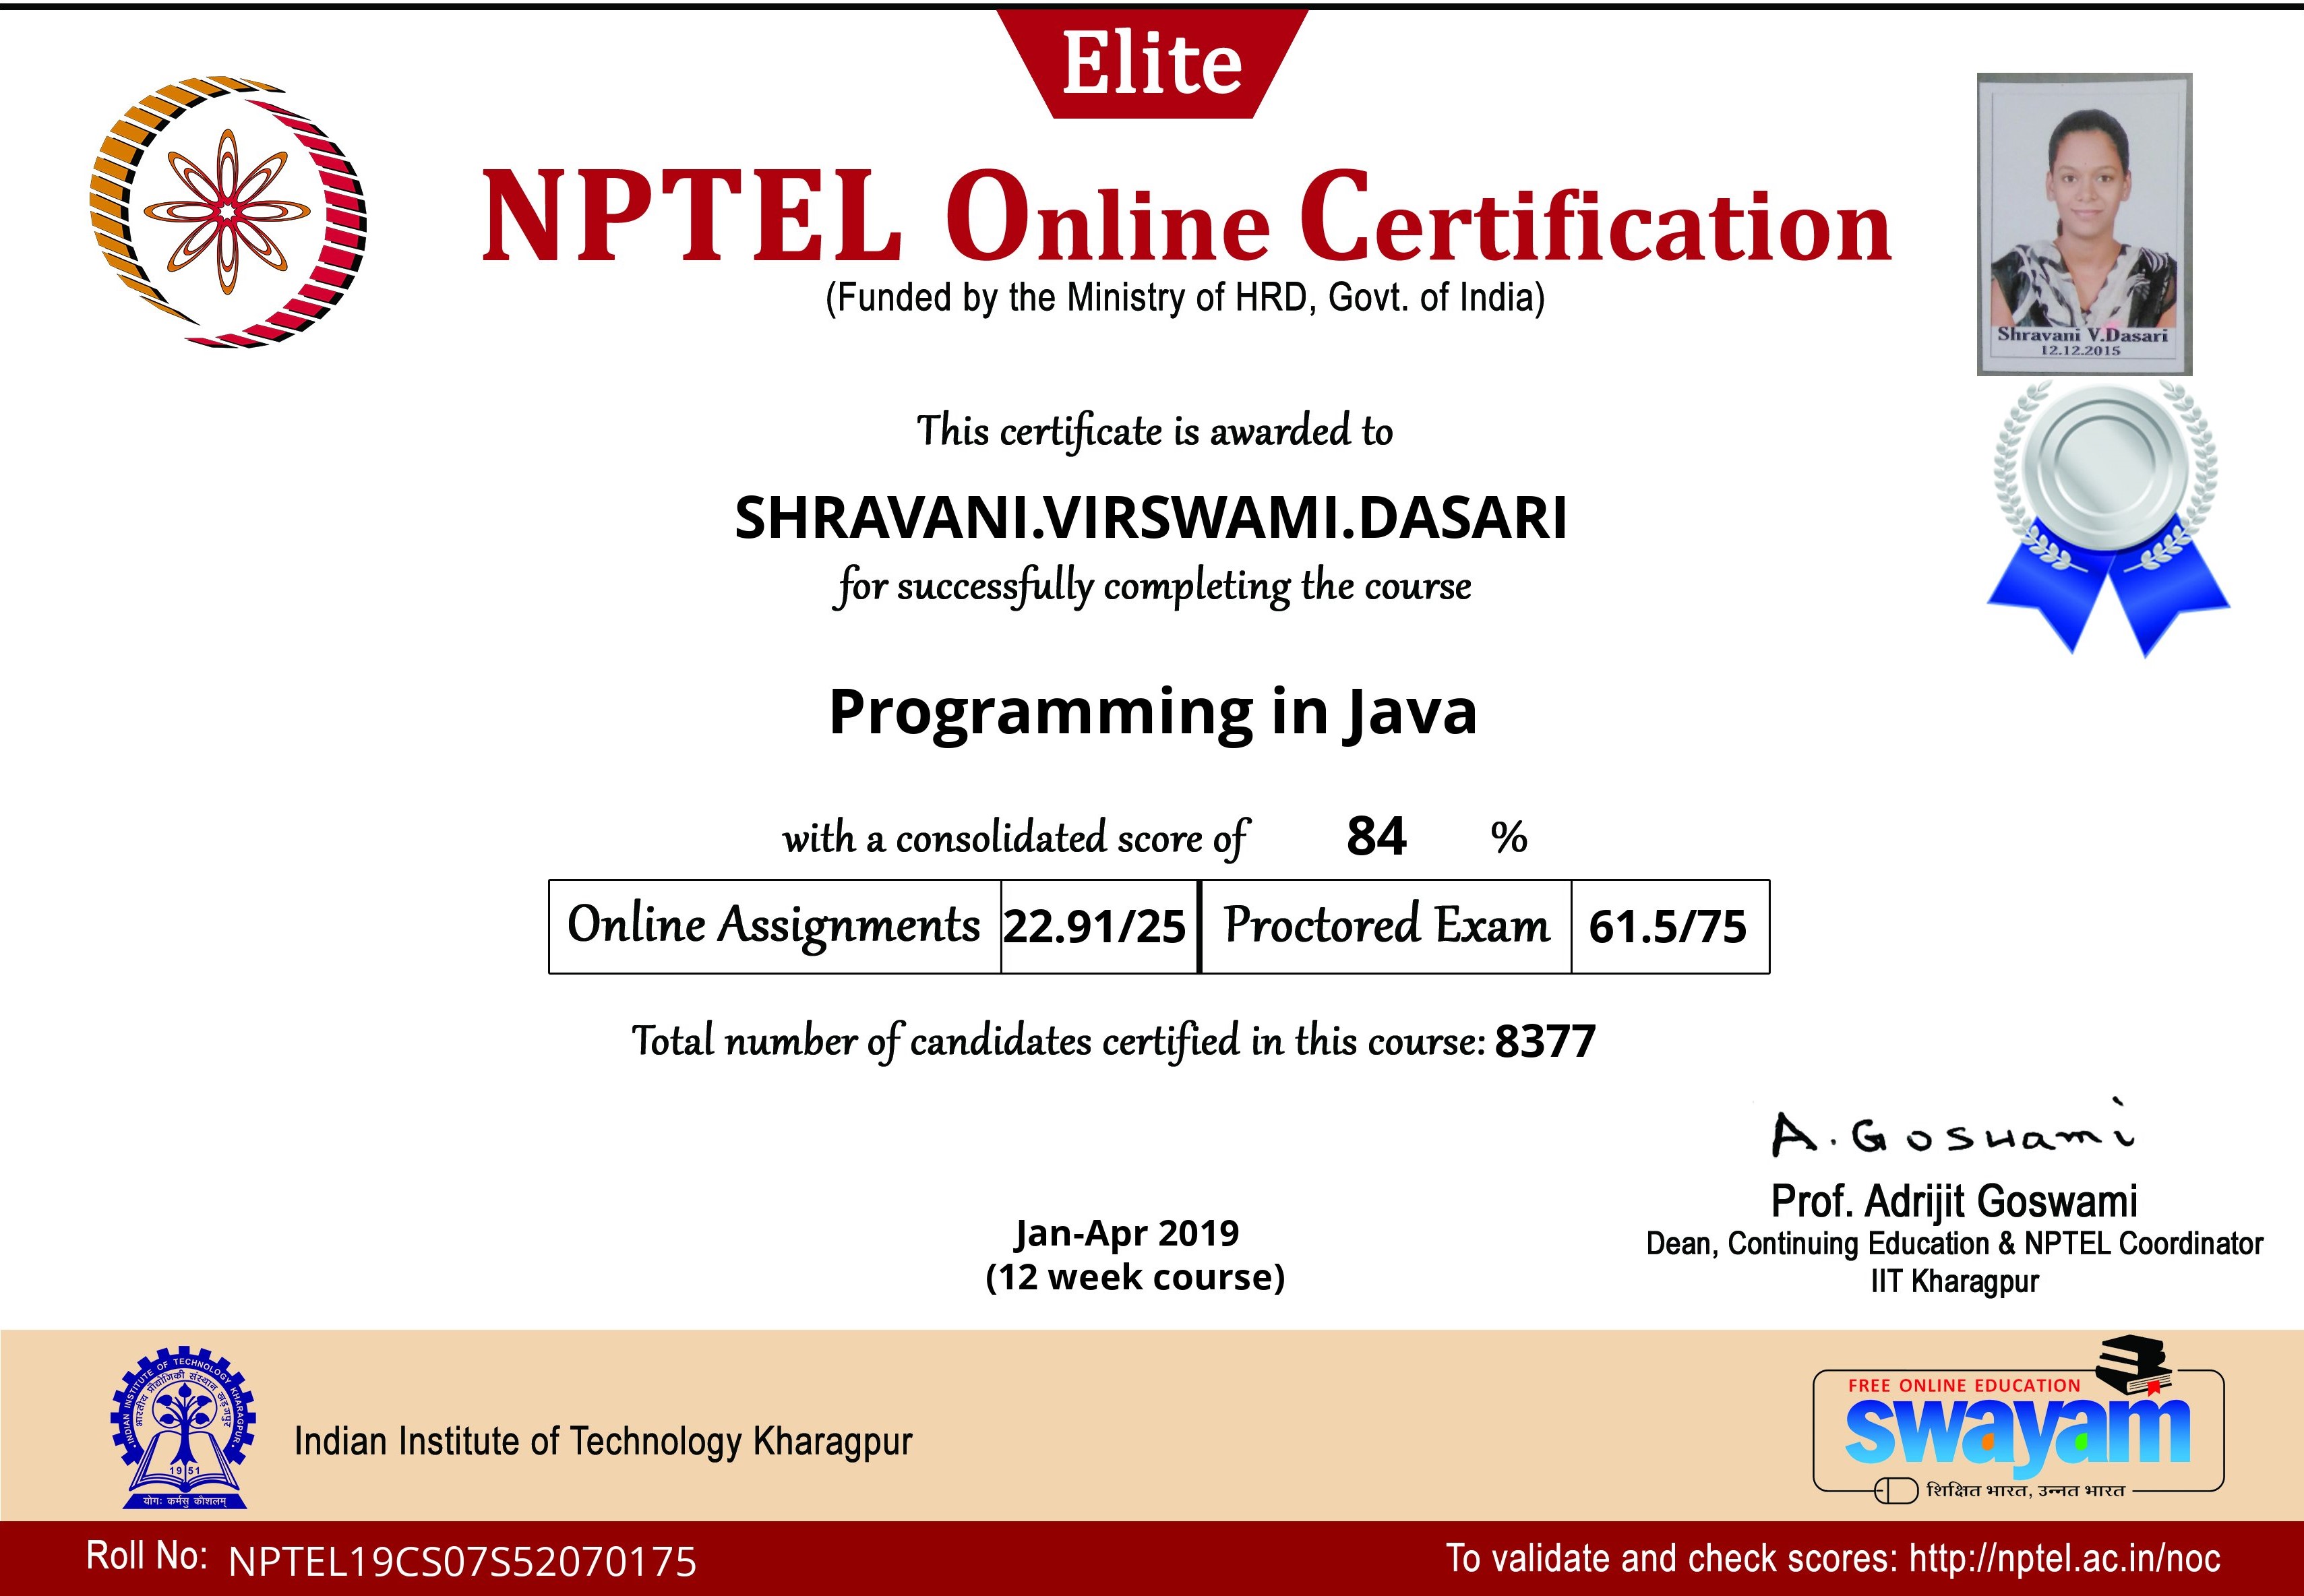 Elite
NPTEL Online Certification
(Funded by the Ministry of HRD, Govt. of India)
Shravani V.Dasari
12.12.2015
This certificate is awarded to
SHRAVANI.VIRSWAMI.DASARI
for successfully completing the course
Programming in Java
with a consolidated score of 84 %
Online Assignments 22.91/25 Proctored Exam 61.5/75
Total number of candidates certified in this course: 8377
A. Goswami
Prof. Adrijit Goswami
Dean, Continuing Education & NPTEL Coordinator
IIT Kharagpur
Jan-Apr 2019
(12 week course)
INDIAN INSTITUTE OF TECHNOLOGY KHARAGPUR
भारतीय प्रौद्योगिकी संस्थान खड़गपुर
1951
योगः कर्मसु कौशलम्
Indian Institute of Technology Kharagpur
FREE ONLINE EDUCATION
swayam
शिक्षित भारत, उन्नत भारत
Roll No: NPTEL19CS07S52070175
To validate and check scores: http://nptel.ac.in/noc